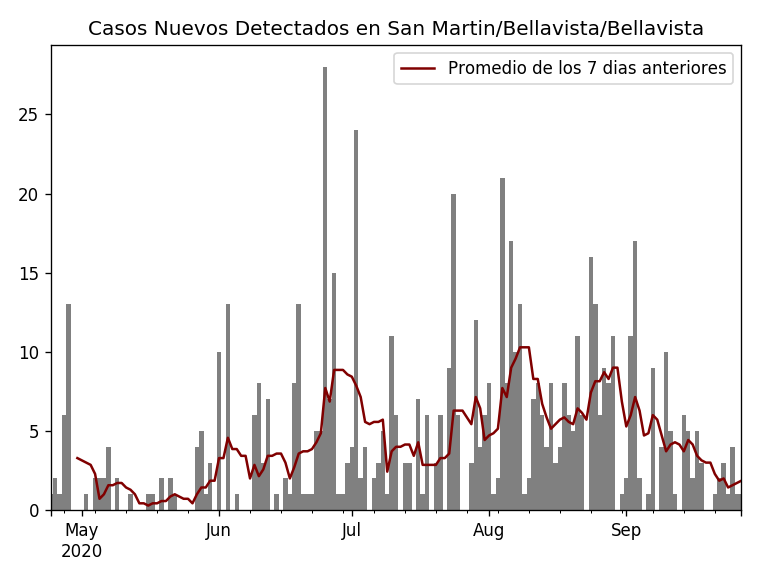 Casos Nuevos Detectados en San Martin/Bellavista/Bellavista
Promedio de los 7 dias anteriores
25
20
15
10
5
0
May Jun Jul Aug Sep
2020